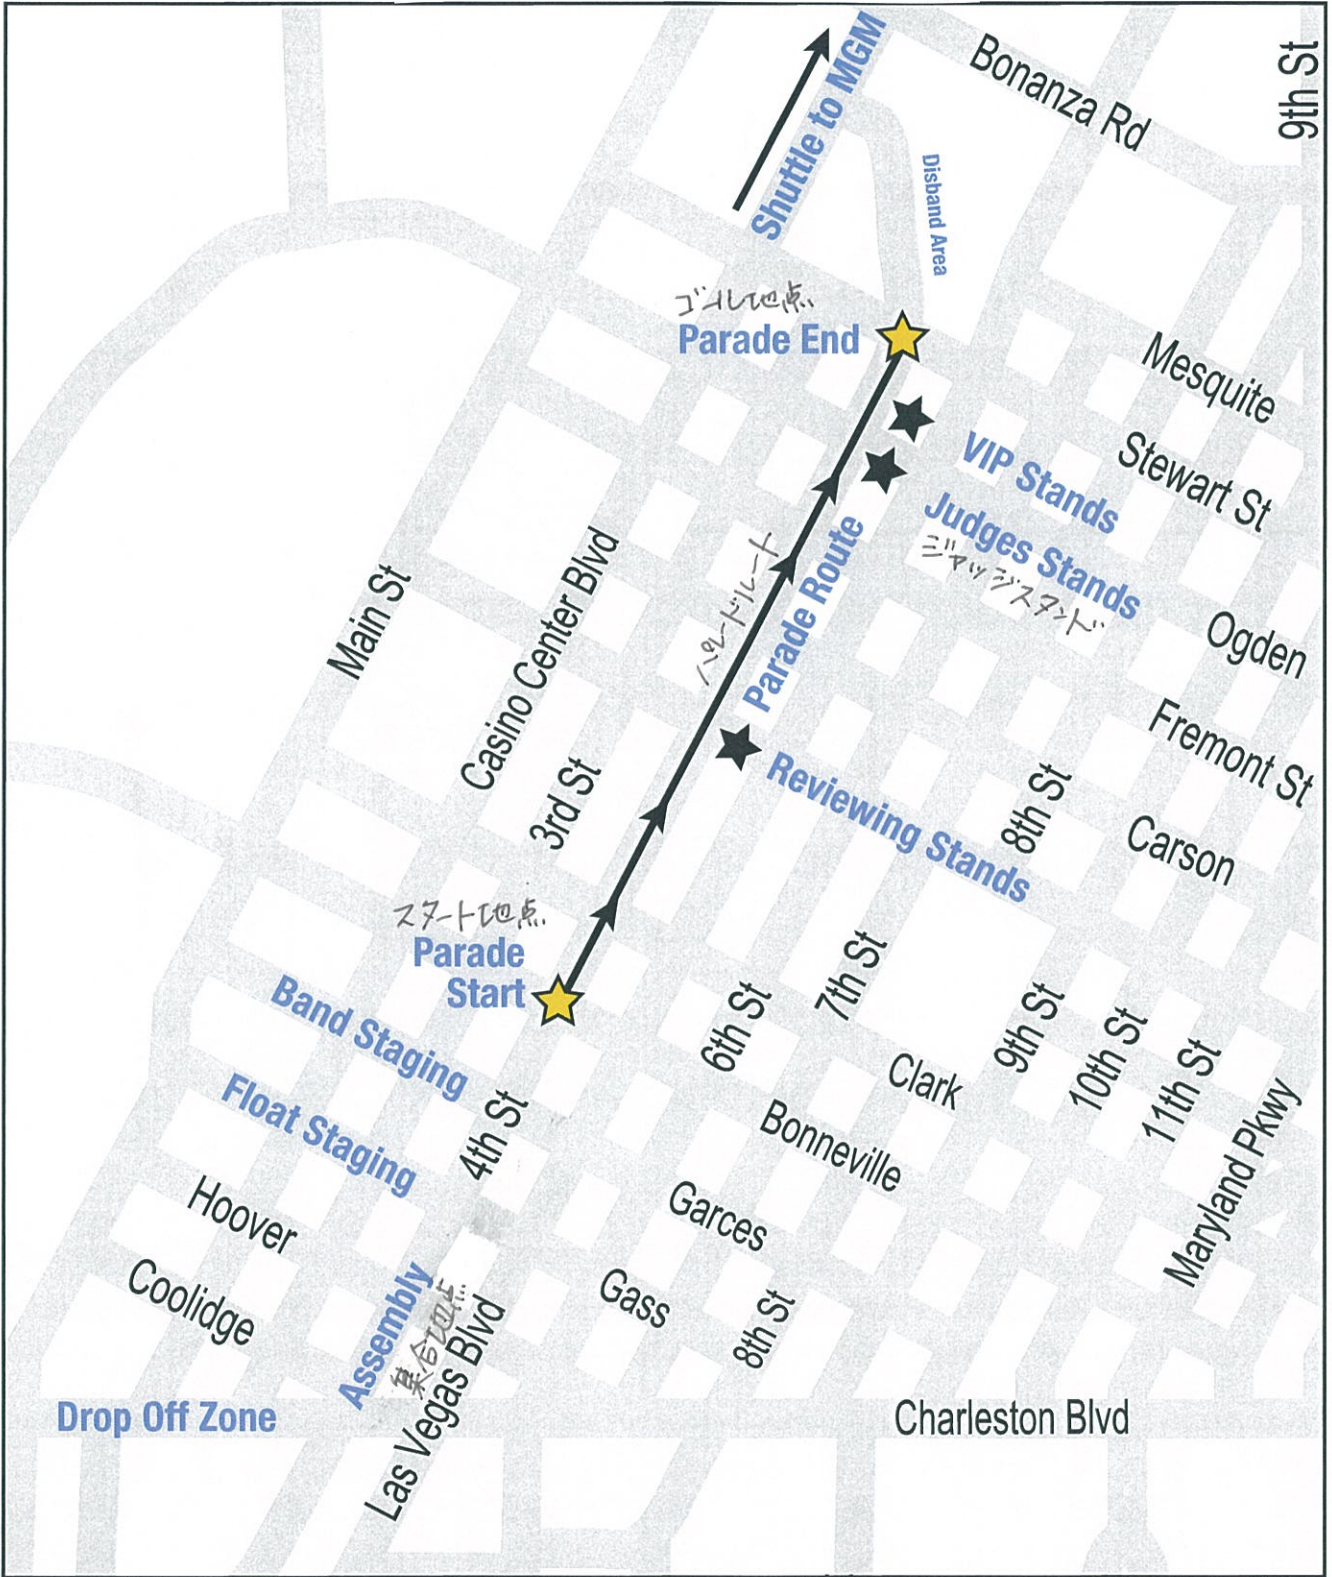 Bonanza Rd
9th St
Shuttle to MGM
Disband Area
ゴール地点
Parade End
Mesquite
Stewart St
VIP Stands
Judges Stands
ジャッジスタンド
Ogden
Main St
Casino Center Blvd
パレードルート
Parade Route
Fremont St
3rd St
Reviewing Stands
8th St
Carson
スタート地点
Parade
Start
Band Staging
Float Staging
4th St
6th St
7th St
9th St
10th St
11th St
Clark
Bonneville
Maryland Pkwy
Hoover
Garces
Coolidge
Assembly
集合地点
Las Vegas Blvd
Gass
8th St
Drop Off Zone
Charleston Blvd